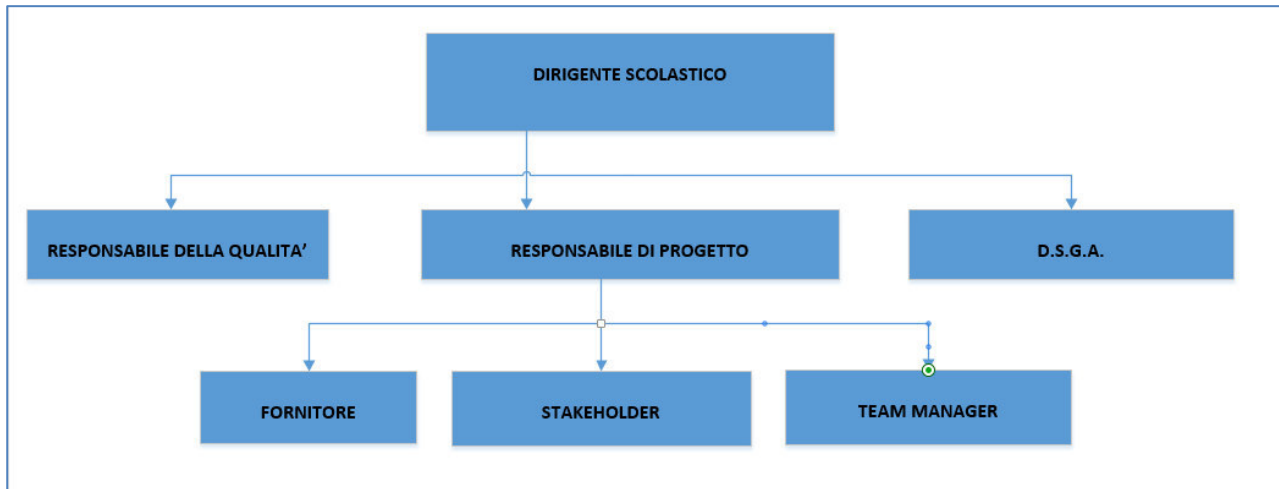 DIRIGENTE SCOLASTICO
RESPONSABILE DELLA QUALITA’
RESPONSABILE DI PROGETTO
D.S.G.A.
FORNITORE
STAKEHOLDER
TEAM MANAGER